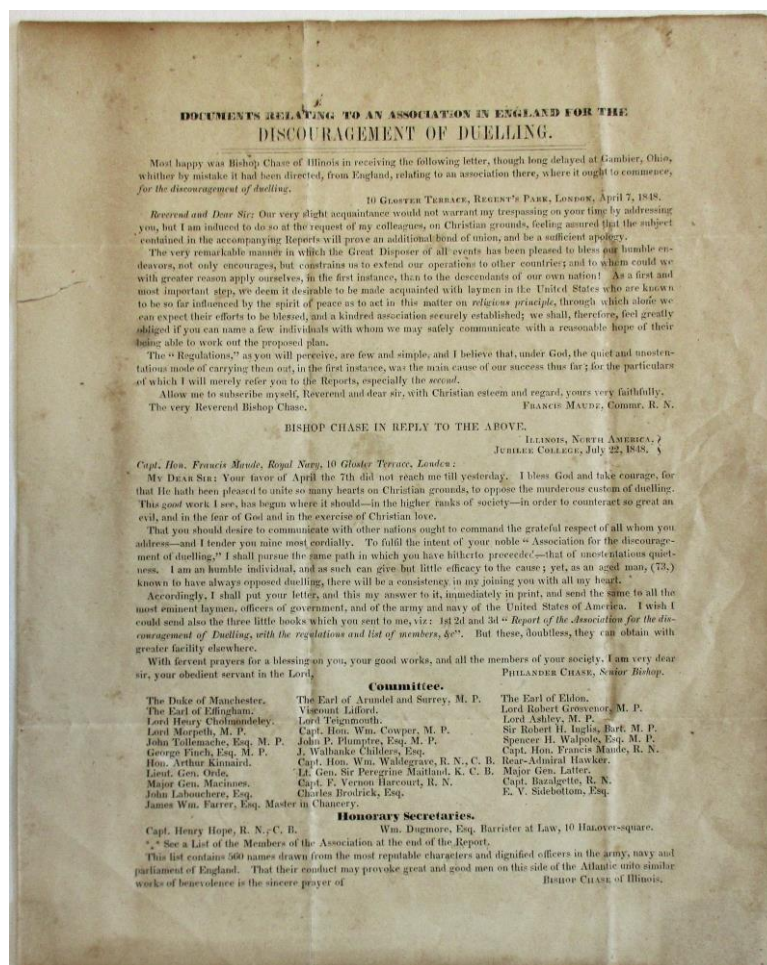 DOCUMENTS RELATING TO AN ASSOCIATION IN ENGLAND FOR THE
DISCOURAGEMENT OF DUELLING.
Most happy was Bishop Chase of Illinois in receiving the following letter, though long delayed at Gambier, Ohio,
whither by mistake it had been directed, from England, relating to an association there, where it ought to commence,
for the discouragement of duelling.
10 GLOSTER TERRACE, REGENT'S PARK, LONDON, April 7, 1848.
Reverend and Dear Sir: Our very slight acquaintance would not warrant my trespassing on your time by addressing
you, but I am induced to do so at the request of my colleagues, on Christian grounds, feeling assured that the subject
contained in the accompanying Reports will prove an additional bond of union, and be a sufficient apology.
The very remarkable manner in which the Great Disposer of all events has been pleased to bless our humble en-
deavors, not only encourages, but constrains us to extend our operations to other countries; and to whom could we
with greater reason apply ourselves, in the first instance, than to the descendants of our own nation! As a first and
most important step, we deem it desirable to be made acquainted with laymen in the United States who are known
to be so far influenced by the spirit of peace as to act in this matter on religious principle, through which alone we
can expect their efforts to be blessed, and a kindred association securely established; we shall, therefore, feel greatly
obliged if you can name a few individuals with whom we may safely communicate with a reasonable hope of their
being able to work out the proposed plan.
The "Regulations," as you will perceive, are few and simple, and I believe that, under God, the quiet and unosten-
tatious mode of carrying them out, in the first instance, was the main cause of our success thus far; for the particulars
of which I will merely refer you to the Reports, especially the second.
Allow me to subscribe myself, Reverend and dear sir, with Christian esteem and regard, yours very faithfully.
The very Reverend Bishop Chase. FRANCIS MAUDE, Commr. R. N.
BISHOP CHASE IN REPLY TO THE ABOVE.
ILLINOIS, NORTH AMERICA, }
JUBILEE COLLEGE, July 22, 1848. }
Capt. Hon. Francis Maude, Royal Navy, 10 Gloster Terrace, London:
MY DEAR SIR: Your favor of April the 7th did not reach me till yesterday. I bless God and take courage, for
that He hath been pleased to unite so many hearts on Christian grounds, to oppose the murderous custom of duelling.
This good work I see, has begun where it should—in the higher ranks of society—in order to counteract so great an
evil, and in the fear of God and in the exercise of Christian love.
That you should desire to communicate with other nations ought to command the grateful respect of all whom you
address—and I tender you mine most cordially. To fulfil the intent of your noble "Association for the discourage-
ment of duelling," I shall pursue the same path in which you have hitherto proceeded—that of unostentatious quiet-
ness. I am an humble individual, and as such can give but little efficacy to the cause; yet, as an aged man, (73,)
known to have always opposed duelling, there will be a consistency in my joining you with all my heart.
Accordingly, I shall put your letter, and this my answer to it, immediately in print, and send the same to all the
most eminent laymen, officers of government, and of the army and navy of the United States of America. I wish I
could send also the three little books which you sent to me, viz: 1st 2d and 3d "Report of the Association for the dis-
couragement of Duelling, with the regulations and list of members, &c". But these, doubtless, they can obtain with
greater facility elsewhere.
With fervent prayers for a blessing on you, your good works, and all the members of your society, I am very dear
sir, your obedient servant in the Lord, PHILANDER CHASE, Senior Bishop.
Committee.
The Duke of Manchester. The Earl of Arundel and Surrey, M. P. The Earl of Eldon.
The Earl of Effingham. Viscount Lifford. Lord Robert Grosvenor, M. P.
Lord Henry Cholmondeley. Lord Teignmouth. Lord Ashley, M. P.
Lord Morpeth, M. P. Capt. Hon. Wm. Cowper, M. P. Sir Robert H. Inglis, Bart. M. P.
John Tollemache, Esq. M. P. John P. Plumptre, Esq. M. P. Spencer H. Walpole, Esq. M. P.
George Finch, Esq. M. P. J. Walbanke Childers, Esq. Capt. Hon. Francis Maude, R. N.
Hon. Arthur Kinnaird. Capt. Hon. Wm. Waldegrave, R. N., C. B. Rear-Admiral Hawker.
Lieut. Gen. Orde. Lt. Gen. Sir Peregrine Maitland. K. C. B. Major Gen. Latter.
Major Gen. Macinnes. Capt. F. Vernon Harcourt, R. N. Capt. Bazalgette, R. N.
John Labouchere, Esq. Charles Brodrick, Esq. E. V. Sidebottom, Esq.
James Wm. Farrer, Esq. Master in Chancery.
Honorary Secretaries.
Capt. Henry Hope, R. N., C. B. Wm. Dugmore, Esq. Barrister at Law, 10 Hanover-square.
*.* See a List of the Members of the Association at the end of the Report.
This list contains 560 names drawn from the most reputable characters and dignified officers in the army, navy and
parliament of England. That their conduct may provoke great and good men on this side of the Atlantic unto similar
works of benevolence is the sincere prayer of BISHOP CHASE of Illinois.